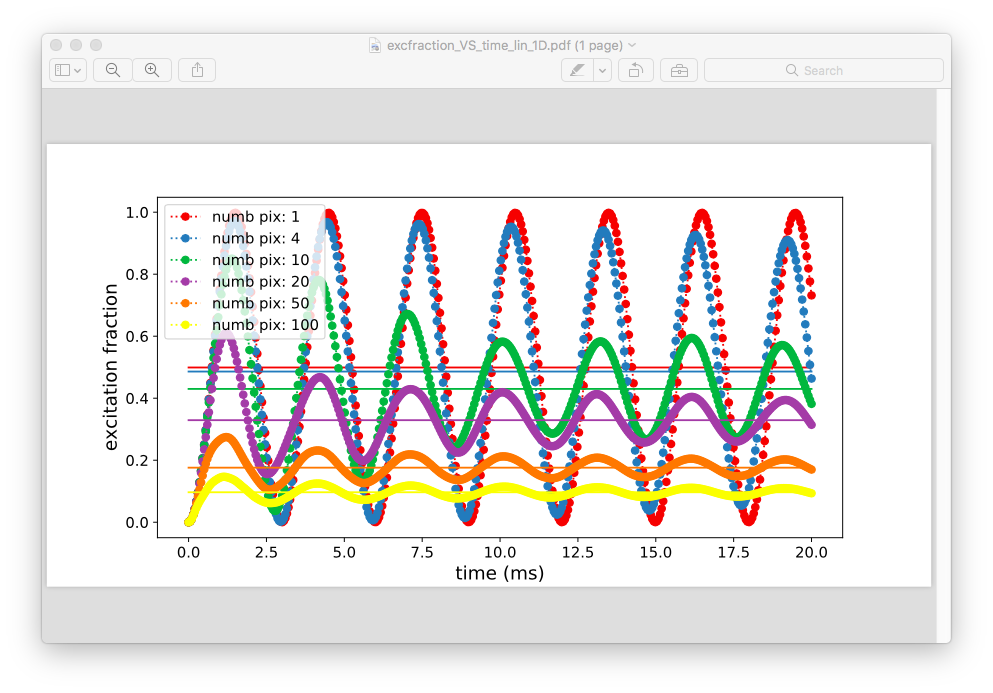 excfraction_VS_time_lin_1D.pdf (1 page)
Search
numb pix: 1
numb pix: 4
numb pix: 10
numb pix: 20
numb pix: 50
numb pix: 100
1.0
0.8
0.6
0.4
0.2
0.0
excitation fraction
0.0 2.5 5.0 7.5 10.0 12.5 15.0 17.5 20.0
time (ms)